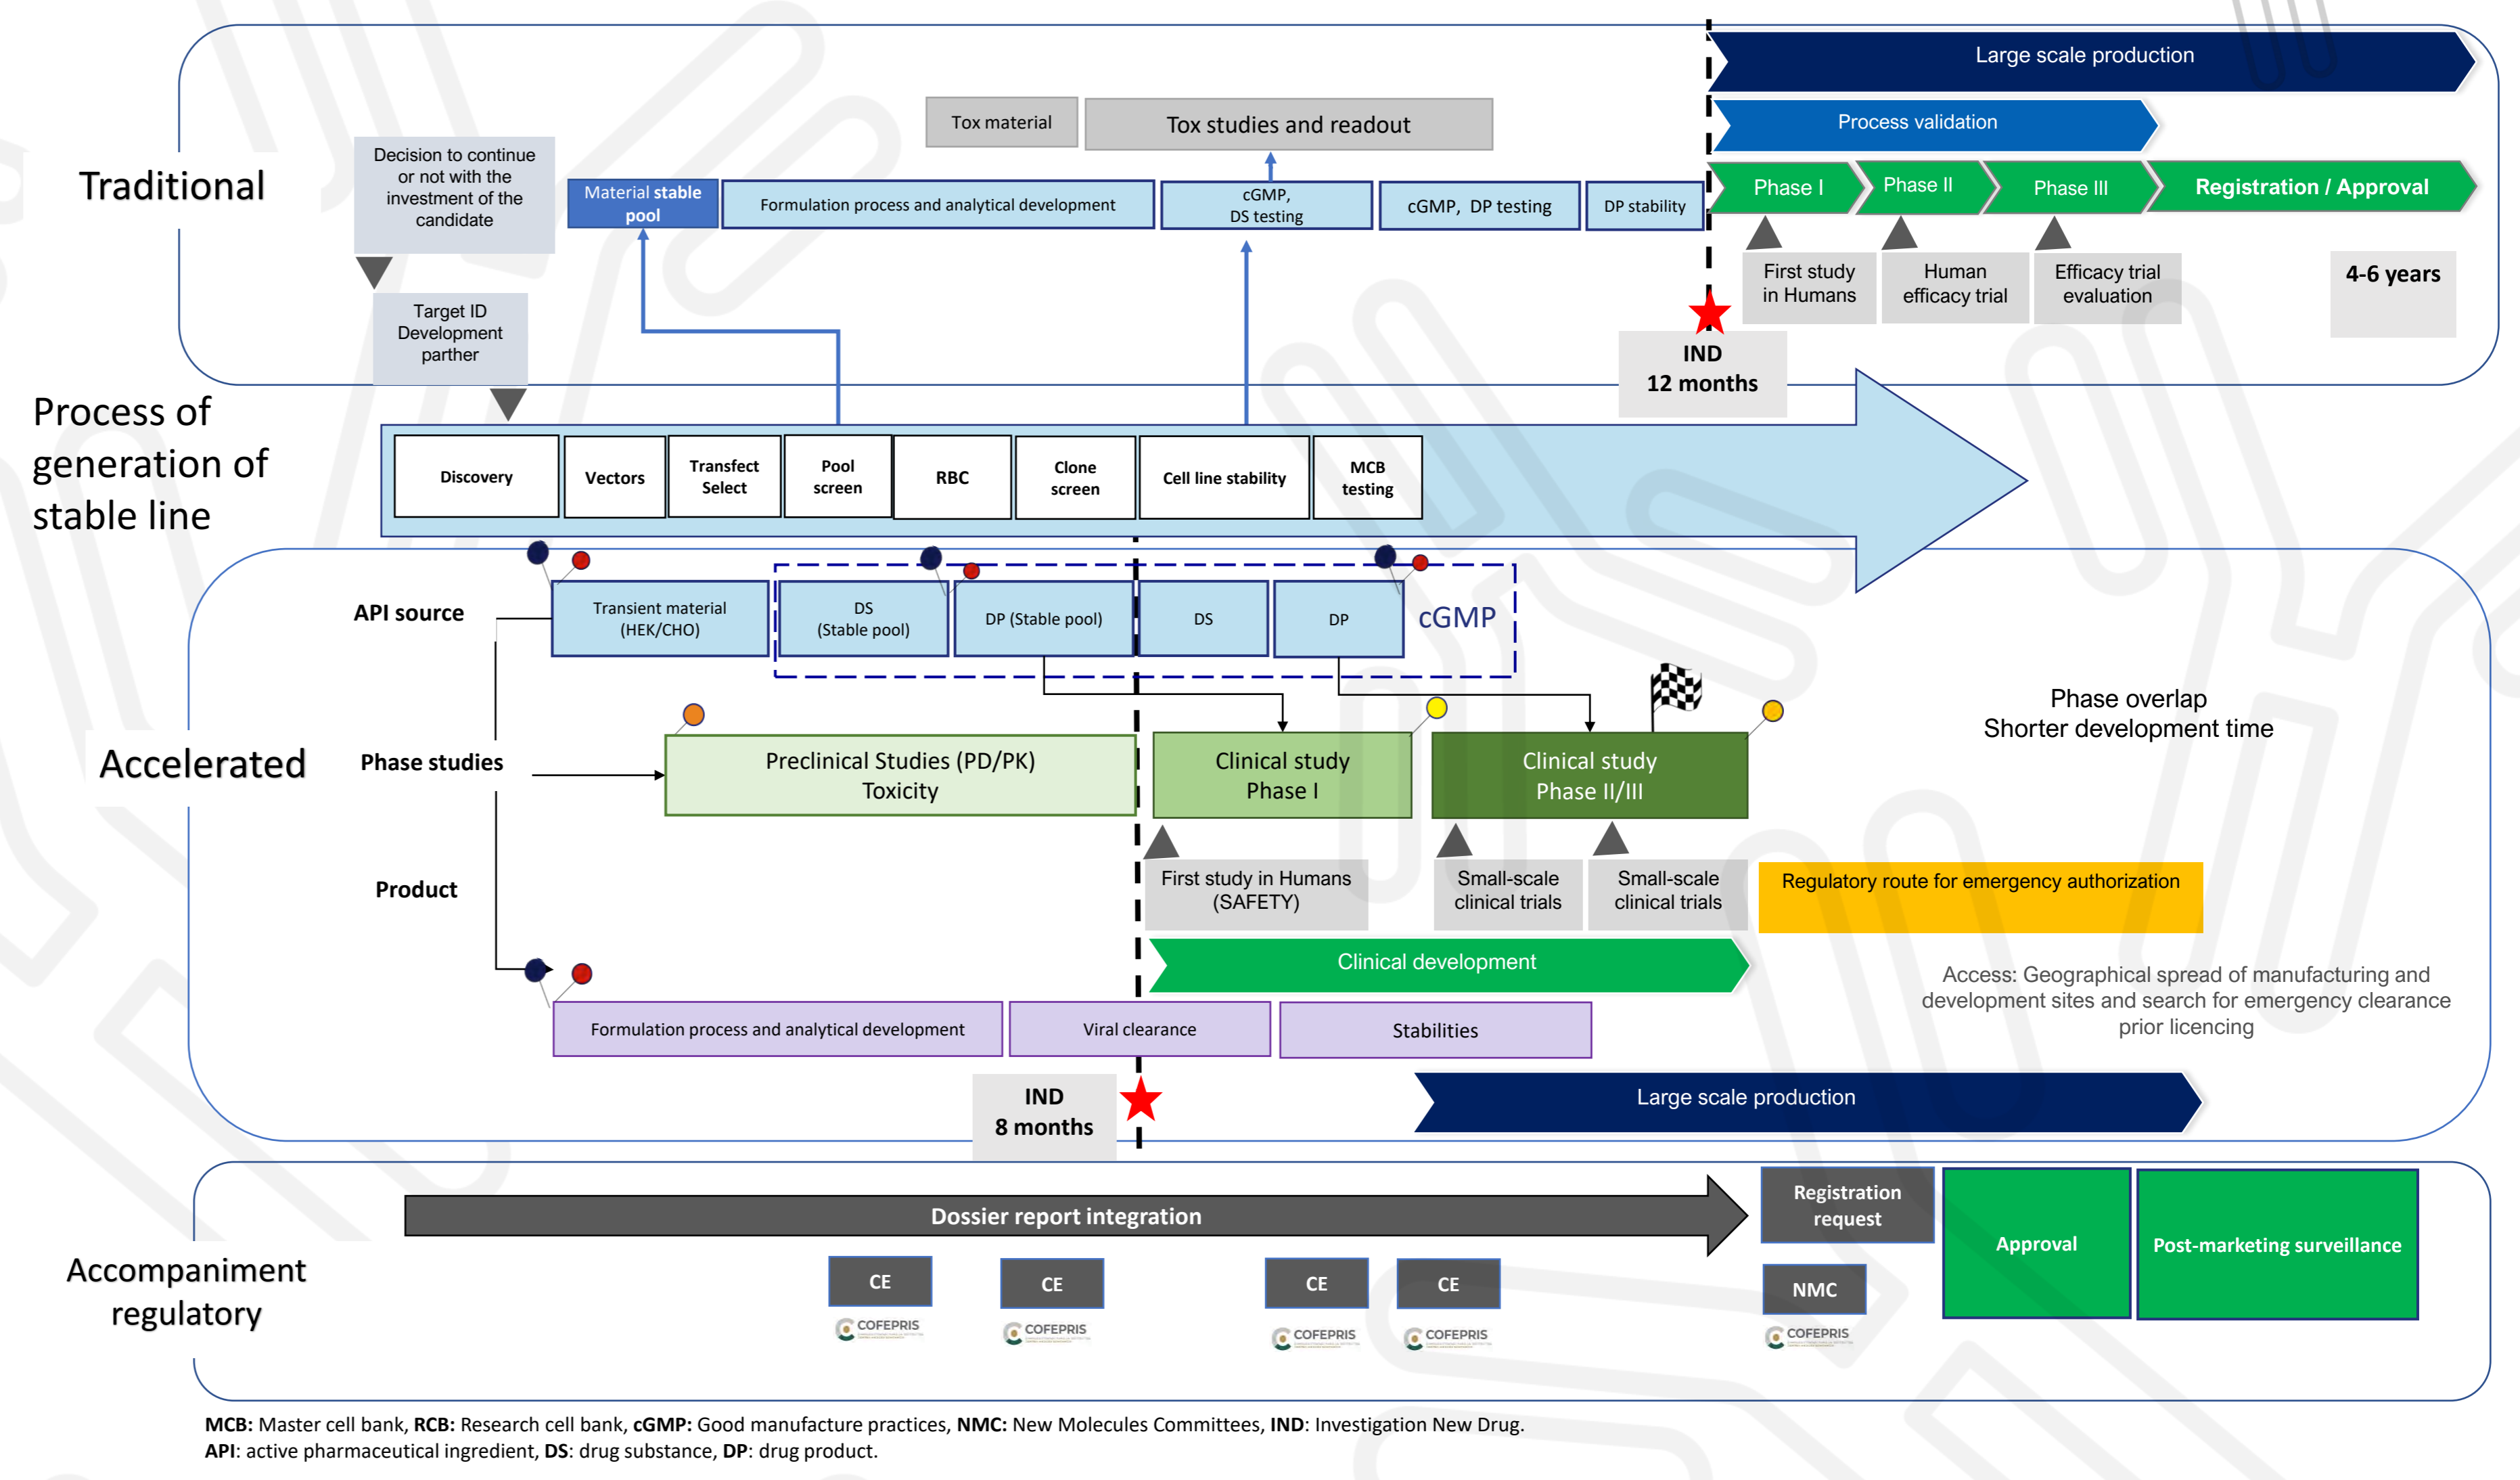 Large scale production
Tox material
Tox studies and readout
Process validation
Traditional
Decision to continue
or not with the
investment of the
candidate
Material stable
pool
Formulation process and analytical development
cGMP,
DS testing
cGMP, DP testing
DP stability
Phase I
Phase II
Phase III
Registration / Approval
First study
in Humans
Human
efficacy trial
Efficacy trial
evaluation
4-6 years
Target ID
Development
parther
IND
12 months
Process of
generation of
stable line
Discovery
Vectors
Transfect
Select
Pool
screen
RBC
Clone
screen
Cell line stability
MCB
testing
API source
Transient material
(HEK/CHO)
DS
(Stable pool)
DP (Stable pool)
DS
DP
cGMP
Phase overlap
Shorter development time
Accelerated
Phase studies
Preclinical Studies (PD/PK)
Toxicity
Clinical study
Phase I
Clinical study
Phase II/III
Product
First study in Humans
(SAFETY)
Small-scale
clinical trials
Small-scale
clinical trials
Regulatory route for emergency authorization
Clinical development
Access: Geographical spread of manufacturing and
development sites and search for emergency clearance
prior licencing
Formulation process and analytical development
Viral clearance
Stabilities
IND
8 months
Large scale production
Accompaniment
regulatory
Dossier report integration
Registration
request
Approval
Post-marketing surveillance
CE
CE
CE
CE
NMC
COFEPRIS
COFEPRIS
COFEPRIS
COFEPRIS
COFEPRIS
MCB: Master cell bank, RCB: Research cell bank, cGMP: Good manufacture practices, NMC: New Molecules Committees, IND: Investigation New Drug.
API: active pharmaceutical ingredient, DS: drug substance, DP: drug product.